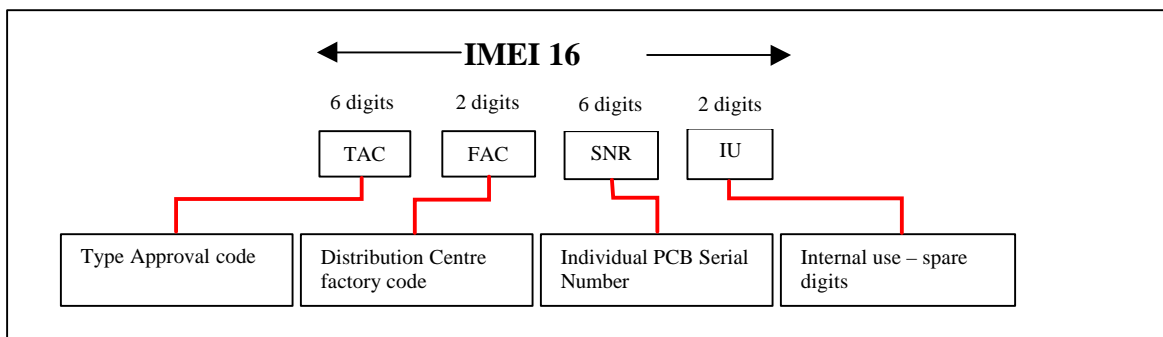 IMEI 16
6 digits 2 digits 6 digits 2 digits
TAC FAC SNR IU
Type Approval code
Distribution Centre
factory code
Individual PCB Serial
Number
Internal use – spare
digits